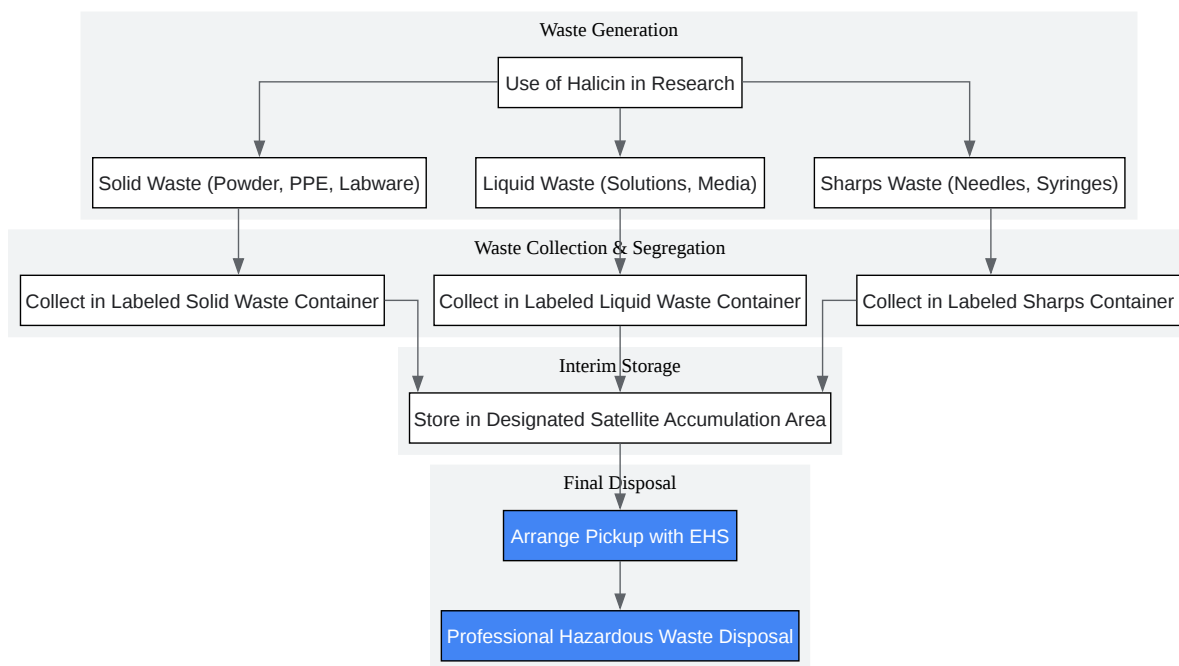 Waste Generation
Use of Halicin in Research
Solid Waste (Powder, PPE, Labware)
Liquid Waste (Solutions, Media)
Sharps Waste (Needles, Syringes)
Waste Collection & Segregation
Collect in Labeled Solid Waste Container
Collect in Labeled Liquid Waste Container
Collect in Labeled Sharps Container
Interim Storage
Store in Designated Satellite Accumulation Area
Final Disposal
Arrange Pickup with EHS
Professional Hazardous Waste Disposal